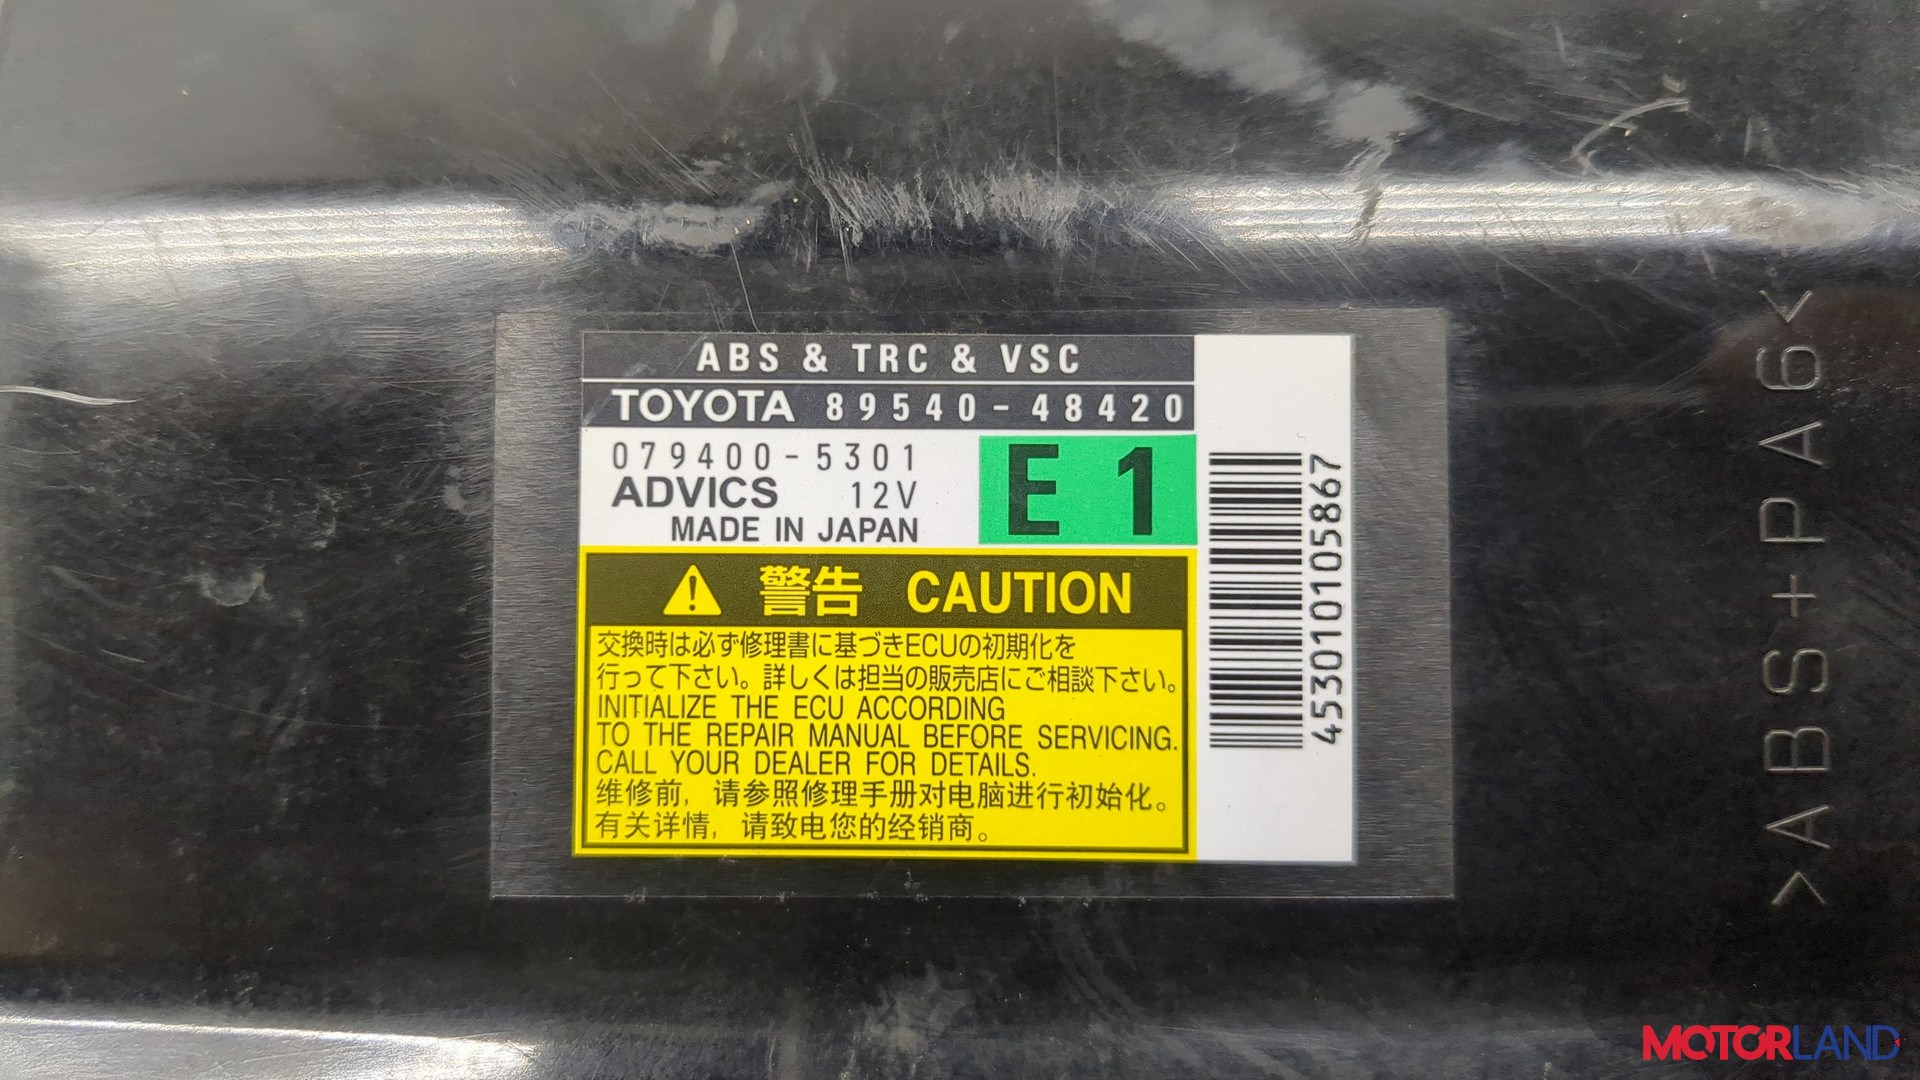 ABS & TRC & VSC
TOYOTA 89540-48420
079400-5301
ADVICS 12V
MADE IN JAPAN
E 1
453010105867
警告 CAUTION
交換時は必ず修理書に基づきECUの初期化を
行って下さい。詳しくは担当の販売店にご相談下さい。
INITIALIZE THE ECU ACCORDING
TO THE REPAIR MANUAL BEFORE SERVICING.
CALL YOUR DEALER FOR DETAILS.
维修前，请参照修理手册对电脑进行初始化。
有关详情，请致电您的经销商。
>ABS+PA6<
MOTORLAND